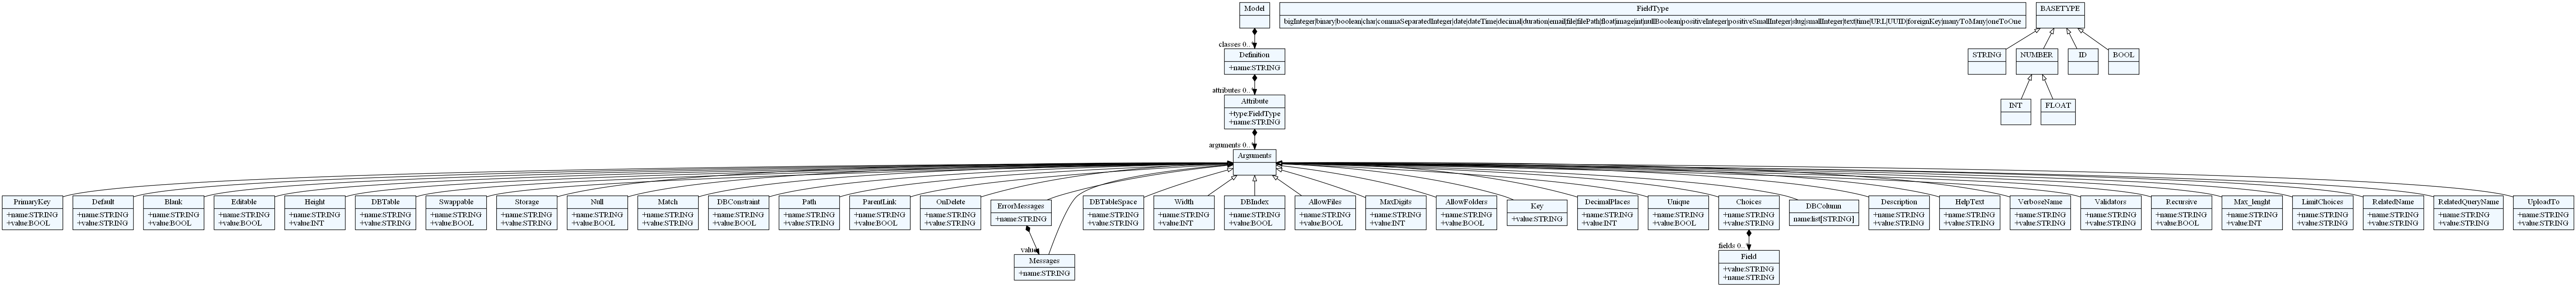 Model
FieldType
bigInteger|binary|boolean|char|commaSeparatedInteger|date|dateTime|decimal|duration|email|file|filePath|float|image|int|nullBoolean|positiveInteger|positiveSmallInteger|slug|smallInteger|text|time|URL|UUID|foreignKey|manyToMany|oneToOne
BASETYPE
classes 0..*
Definition
+name:STRING
STRING
NUMBER
ID
BOOL
attributes 0..*
Attribute
+type:FieldType
+name:STRING
INT
FLOAT
arguments 0..*
Arguments
PrimaryKey
+name:STRING
+value:BOOL
Default
+name:STRING
+value:STRING
Blank
+name:STRING
+value:BOOL
Editable
+name:STRING
+value:BOOL
Height
+name:STRING
+value:INT
DBTable
+name:STRING
+value:STRING
Swappable
+name:STRING
+value:BOOL
Storage
+name:STRING
+value:STRING
Null
+name:STRING
+value:BOOL
Match
+name:STRING
+value:STRING
DBConstraint
+name:STRING
+value:BOOL
Path
+name:STRING
+value:STRING
ParentLink
+name:STRING
+value:BOOL
OnDelete
+name:STRING
+value:STRING
ErrorMessages
+name:STRING
DBTableSpace
+name:STRING
+value:STRING
Width
+name:STRING
+value:INT
DBIndex
+name:STRING
+value:BOOL
AllowFiles
+name:STRING
+value:BOOL
MaxDigits
+name:STRING
+value:INT
AllowFolders
+name:STRING
+value:BOOL
Key
+value:STRING
DecimalPlaces
+name:STRING
+value:INT
Unique
+name:STRING
+value:BOOL
Choices
+name:STRING
+value:STRING
DBColumn
name:list[STRING]
Description
+name:STRING
+value:STRING
HelpText
+name:STRING
+value:STRING
VerboseName
+name:STRING
+value:STRING
Validators
+name:STRING
+value:STRING
Recursive
+name:STRING
+value:BOOL
Max_lenght
+name:STRING
+value:INT
LimitChoices
+name:STRING
+value:STRING
RelatedName
+name:STRING
+value:STRING
RelatedQueryName
+name:STRING
+value:STRING
UploadTo
+name:STRING
+value:STRING
value
Messages
+name:STRING
fields 0..*
Field
+value:STRING
+name:STRING